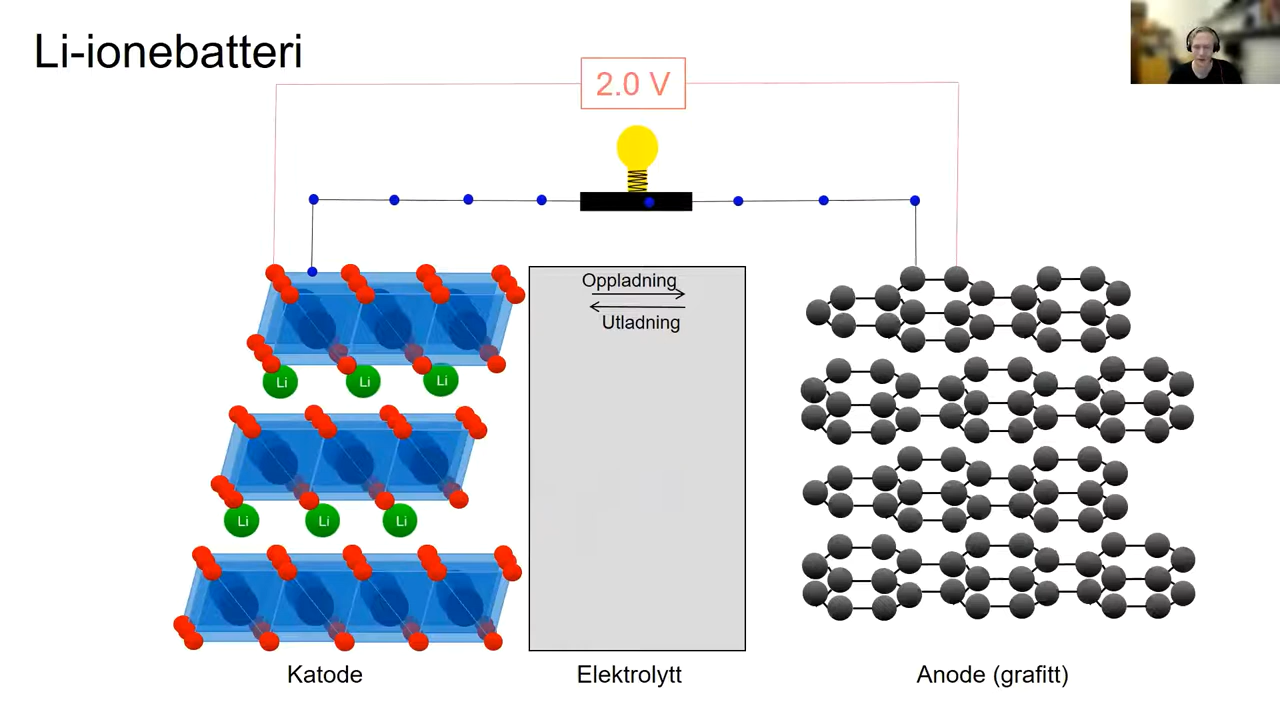 Li-ionebatteri
2.0 V
Oppladning
Utladning
Li Li Li
Li Li Li
Katode
Elektrolytt
Anode (grafitt)